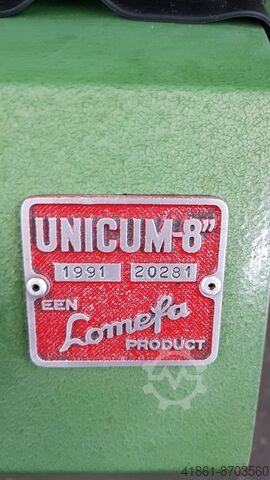 UNICUM-8"
1991 20281
EEN
Lomefa
PRODUCT
41861-8703560